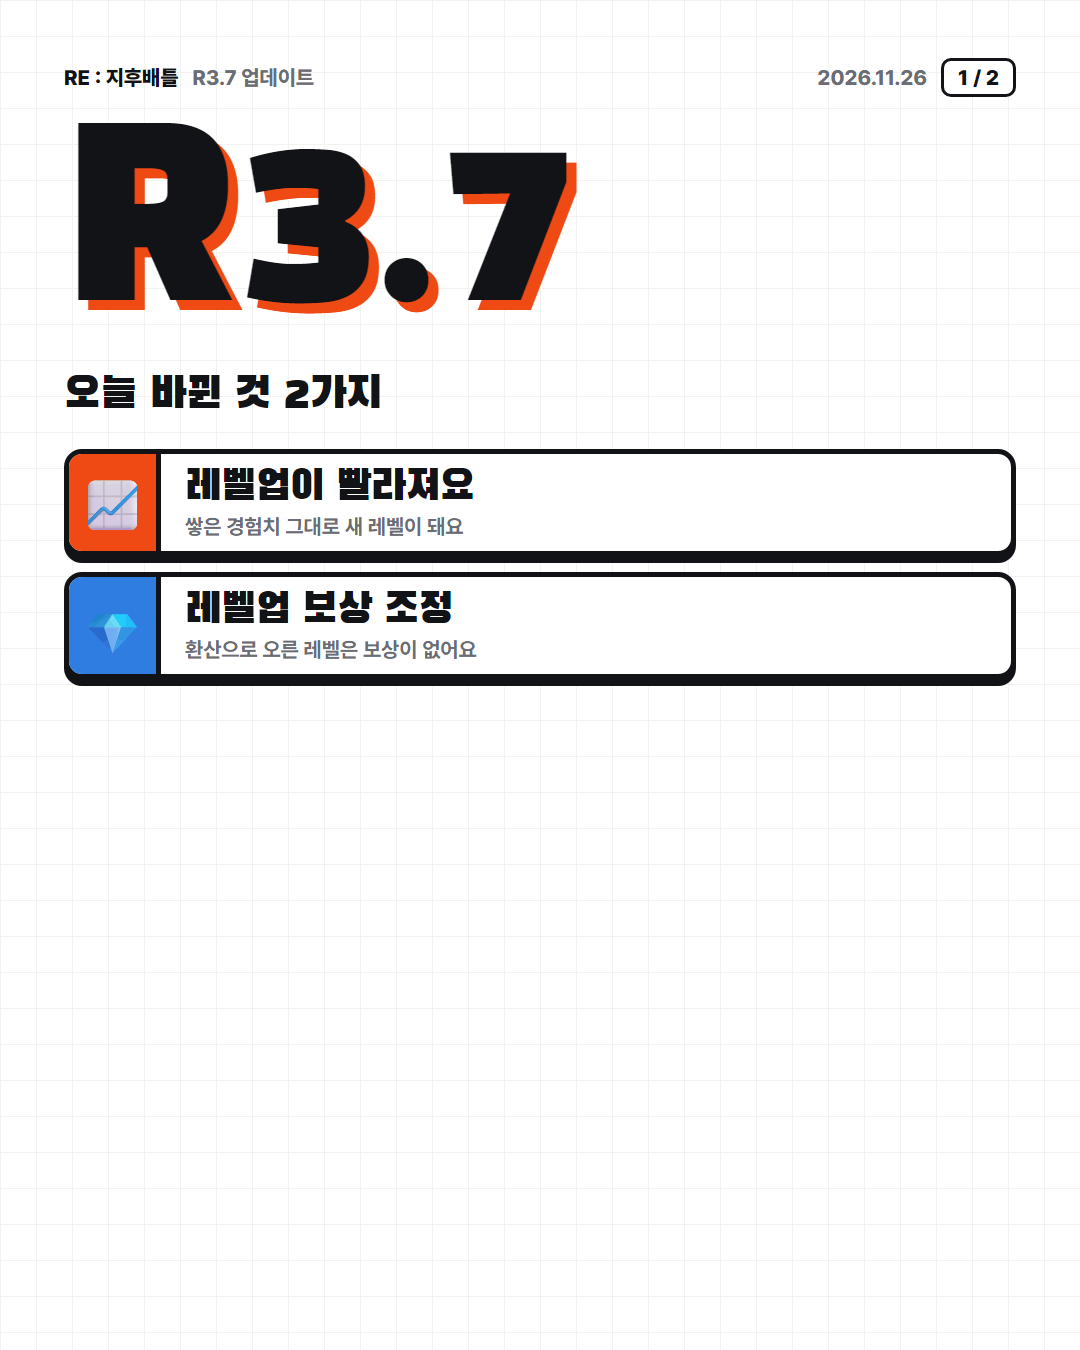 RE : 지후배틀 R3.7 업데이트
2026.11.26 1 / 2
R3.7
오늘 바뀐 것 2가지
레벨업이 빨라져요
쌓은 경험치 그대로 새 레벨이 돼요
레벨업 보상 조정
환산으로 오른 레벨은 보상이 없어요